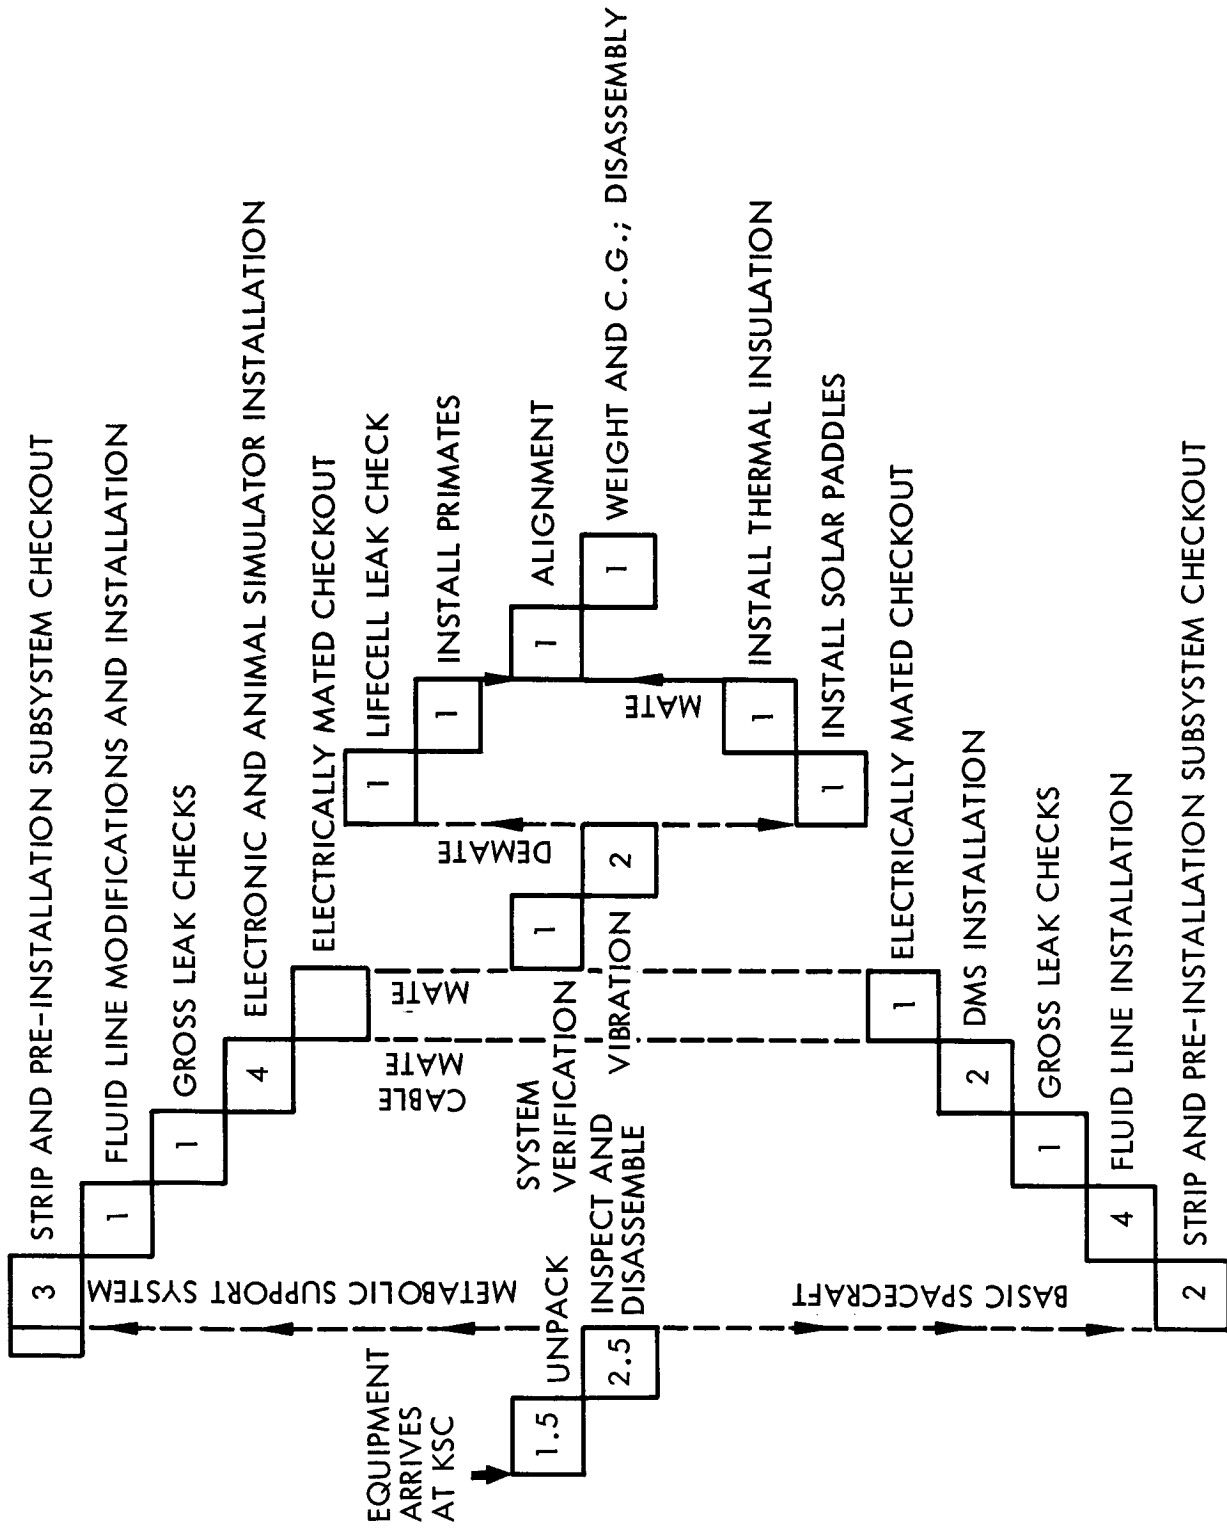 STRIP AND PRE-INSTALLATION SUBSYSTEM CHECKOUT
3
FLUID LINE MODIFICATIONS AND INSTALLATION
1
GROSS LEAK CHECKS
1
ELECTRONIC AND ANIMAL SIMULATOR INSTALLATION
4
ELECTRICALLY MATED CHECKOUT
METABOLIC SUPPORT SYSTEM
EQUIPMENT
ARRIVES
AT KSC
1.5
UNPACK
2.5
INSPECT AND
DISASSEMBLE
CABLE
MATE
MATE
SYSTEM
VERIFICATION
1
VIBRATION
2
DEMATE
LIFECELL LEAK CHECK
1
INSTALL PRIMATES
1
ALIGNMENT
1
WEIGHT AND C.G.; DISASSEMBLY
1
MATE
INSTALL THERMAL INSULATION
1
INSTALL SOLAR PADDLES
1
ELECTRICALLY MATED CHECKOUT
1
DMS INSTALLATION
2
GROSS LEAK CHECKS
1
FLUID LINE INSTALLATION
4
STRIP AND PRE-INSTALLATION SUBSYSTEM CHECKOUT
2
BASIC SPACECRAFT